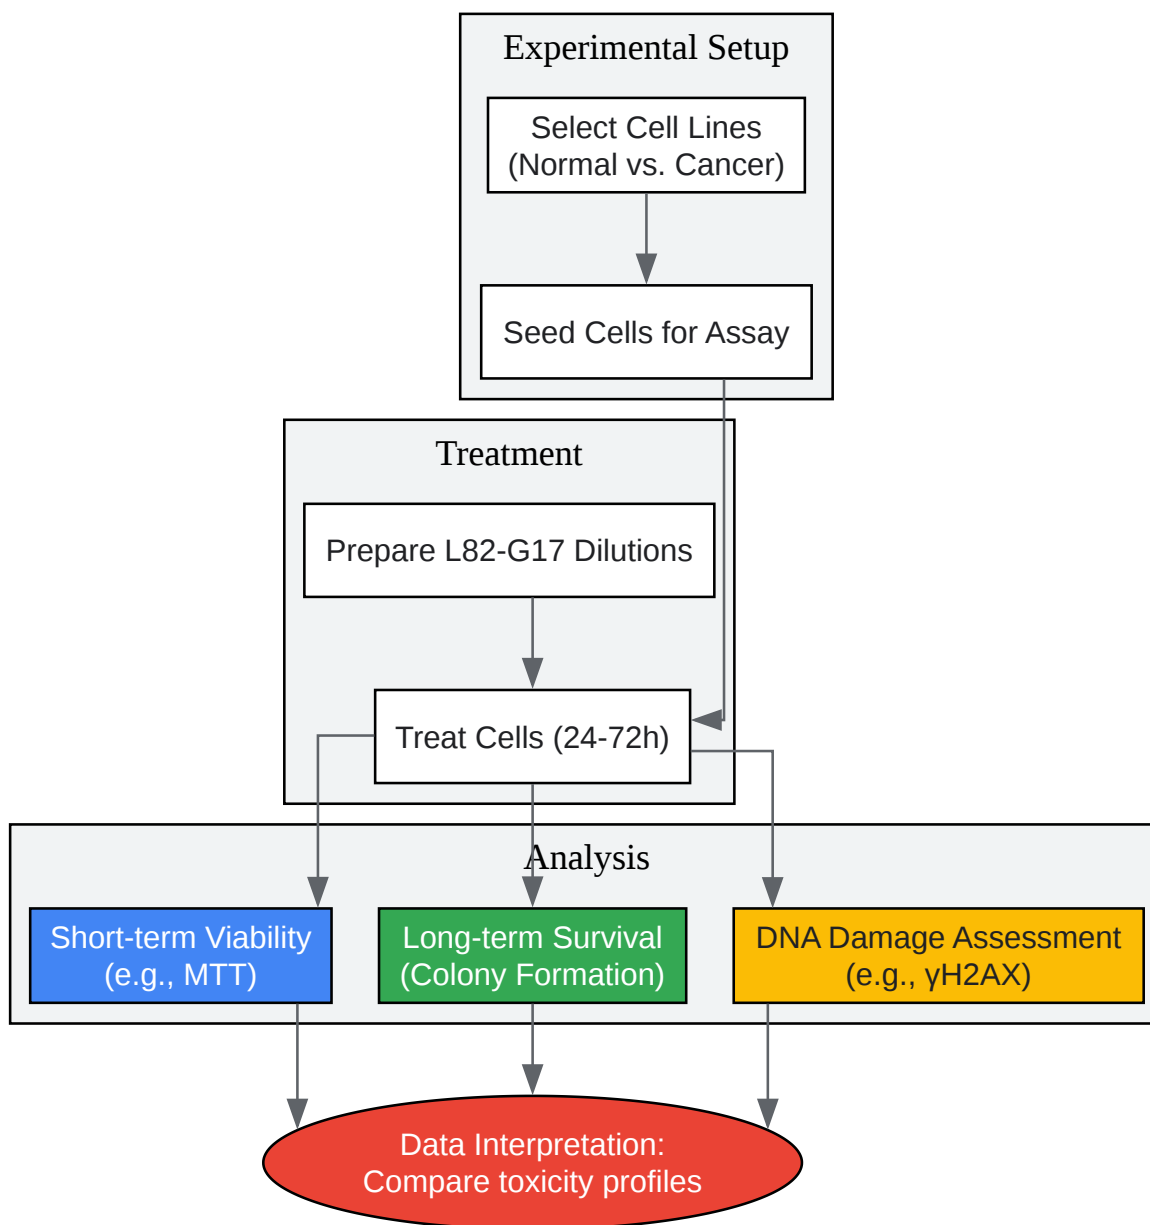 Experimental Setup
Select Cell Lines
(Normal vs. Cancer)
Seed Cells for Assay
Treatment
Prepare L82-G17 Dilutions
Treat Cells (24-72h)
Analysis
Short-term Viability
(e.g., MTT)
Long-term Survival
(Colony Formation)
DNA Damage Assessment
(e.g., γH2AX)
Data Interpretation:
Compare toxicity profiles